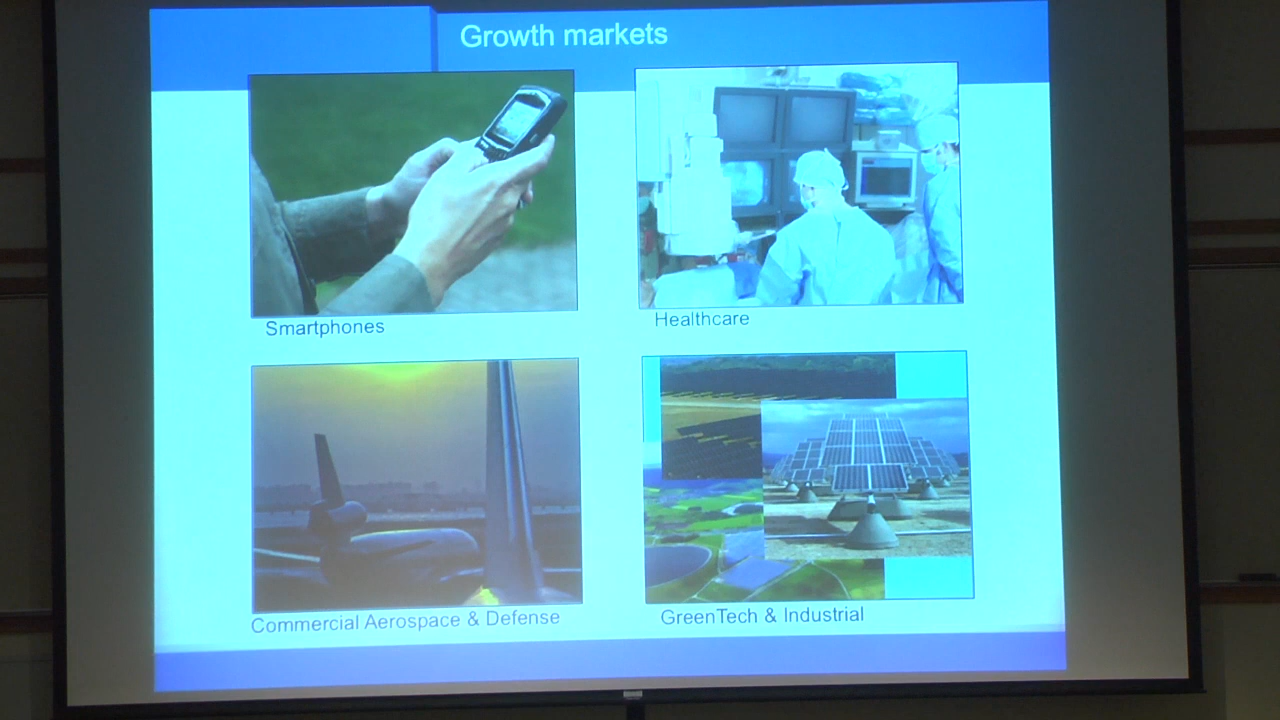 Growth markets
Smartphones
Healthcare
Commercial Aerospace & Defense
GreenTech & Industrial